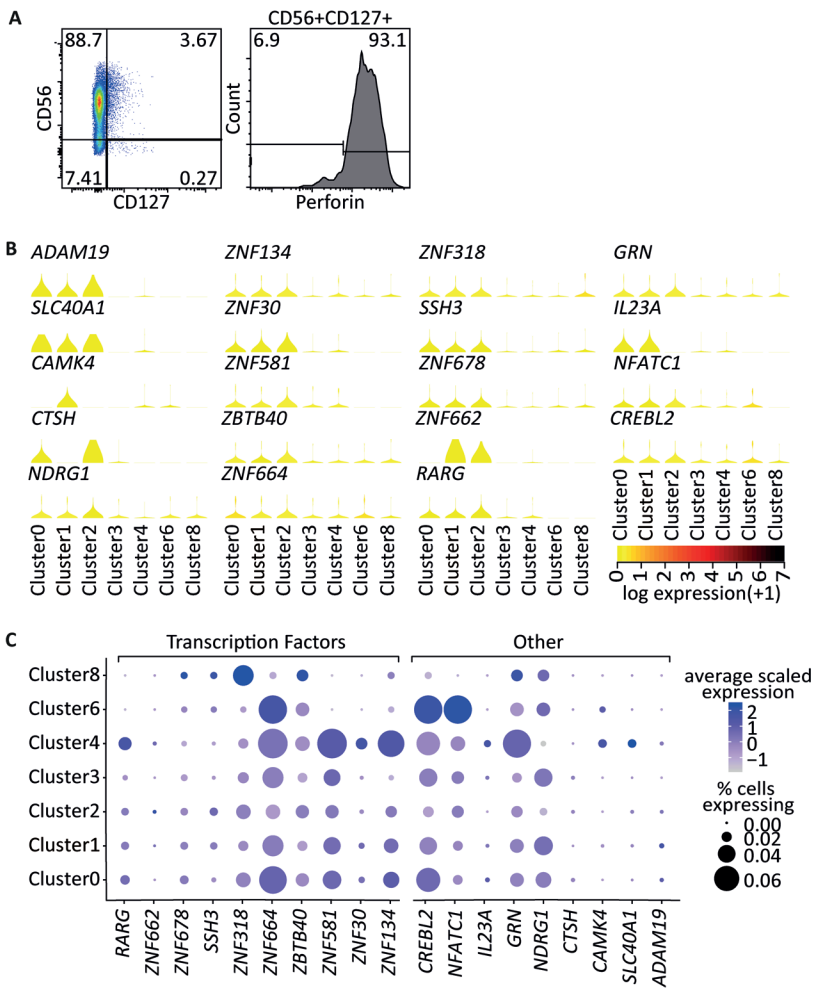 A
CD56+CD127+
88.7 3.67
7.41 0.27
CD56
CD127
6.9 93.1
Count
Perforin
B
ADAM19 ZNF134 ZNF318 GRN
SLC40A1 ZNF30 SSH3 IL23A
CAMK4 ZNF581 ZNF678 NFATC1
CTSH ZBTB40 ZNF662 CREBL2
NDRG1 ZNF664 RARG
Cluster0 Cluster1 Cluster2 Cluster3 Cluster4 Cluster6 Cluster8
Cluster0 Cluster1 Cluster2 Cluster3 Cluster4 Cluster6 Cluster8
Cluster0 Cluster1 Cluster2 Cluster3 Cluster4 Cluster6 Cluster8
Cluster0 Cluster1 Cluster2 Cluster3 Cluster4 Cluster6 Cluster8
0 1 2 3 4 5 6 7
log expression(+1)
C
Transcription Factors Other
Cluster8
Cluster6
Cluster4
Cluster3
Cluster2
Cluster1
Cluster0
RARG ZNF662 ZNF678 SSH3 ZNF318 ZNF664 ZBTB40 ZNF581 ZNF30 ZNF134 CREBL2 NFATC1 IL23A GRN NDRG1 CTSH CAMK4 SLC40A1 ADAM19
average scaled
expression
2
1
0
−1
% cells
expressing
0.00
0.02
0.04
0.06